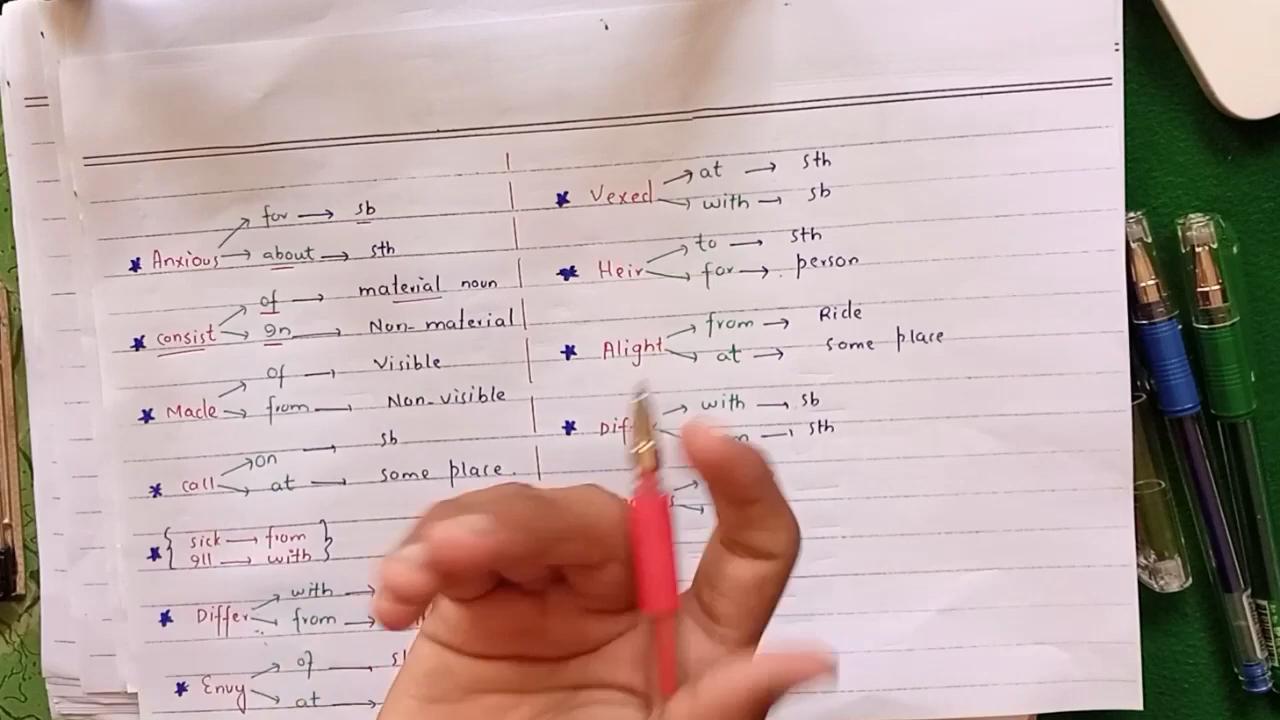 ★ Anxious → for → sb
→ about → sth
★ consist → of → material noun
→ In → Non-material
★ Made → of → Visible
→ from → Non-visible
★ call → on → sb
→ at → some place.
★ { sick → from
Ill → with }
★ Differ → with →
→ from →
★ Envy → of →
→ at →
★ Vexed → at → sth
→ with → sb
★ Heir → to → sth
→ for → person
★ Alight → from → Ride
→ at → some place
★ → with → sb
→ sth